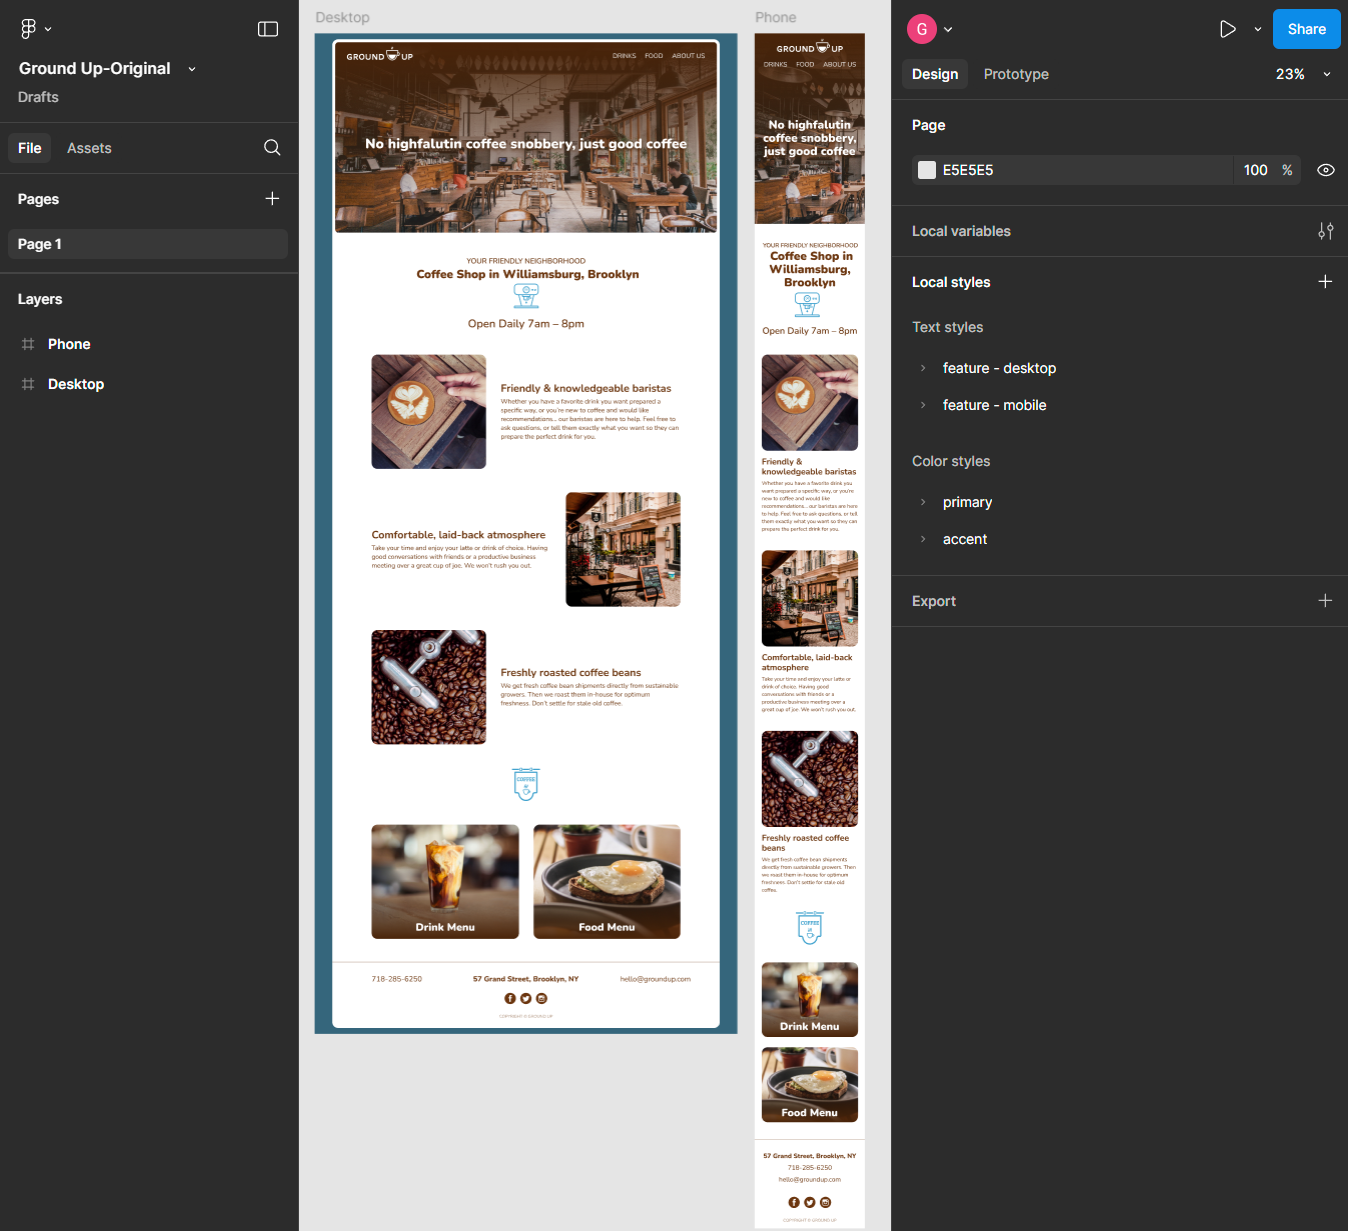 Ground Up-Original
Drafts
File
Assets
Pages
Page 1
Layers
Phone
Desktop
Desktop
GROUND UP
DRINKS
FOOD
ABOUT US
No highfalutin coffee snobbery, just good coffee
YOUR FRIENDLY NEIGHBORHOOD
Coffee Shop in Williamsburg, Brooklyn
Open Daily 7am – 8pm
Friendly & knowledgeable baristas
Whether you have a favorite drink you want prepared a
specific way, or you're new to coffee and would like
recommendations... our baristas are here to help. Feel free to
ask questions, or tell them exactly what you want so they can
prepare the perfect drink for you.
Comfortable, laid-back atmosphere
Take your time and enjoy your latte or drink of choice. Having
good conversations with friends or a productive business
meeting over a great cup of joe. We won't rush you out.
Freshly roasted coffee beans
We get fresh coffee bean shipments directly from sustainable
growers. Then we roast them in-house for optimum
freshness. Don't settle for stale old coffee.
COFFEE
Drink Menu
Food Menu
718-285-6250
57 Grand Street, Brooklyn, NY
hello@groundup.com
COPYRIGHT © GROUND UP
Phone
GROUND UP
DRINKS
FOOD
ABOUT US
No highfalutin
coffee snobbery,
just good coffee
YOUR FRIENDLY NEIGHBORHOOD
Coffee Shop in
Williamsburg,
Brooklyn
Open Daily 7am – 8pm
Friendly &
knowledgeable baristas
Whether you have a favorite drink you
want prepared a specific way, or you're
new to coffee and would like
recommendations... our baristas are here
to help. Feel free to ask questions, or tell
them exactly what you want so they can
prepare the perfect drink for you.
Comfortable, laid-back
atmosphere
Take your time and enjoy your latte or
drink of choice. Having good
conversations with friends or a
productive business meeting over a
great cup of joe. We won't rush you out.
Freshly roasted coffee
beans
We get fresh coffee bean shipments
directly from sustainable growers. Then
we roast them in-house for optimum
freshness. Don't settle for stale old
coffee.
COFFEE
Drink Menu
Food Menu
57 Grand Street, Brooklyn, NY
718-285-6250
hello@groundup.com
COPYRIGHT © GROUND UP
G
Share
Design
Prototype
23%
Page
E5E5E5
100
%
Local variables
Local styles
Text styles
feature - desktop
feature - mobile
Color styles
primary
accent
Export